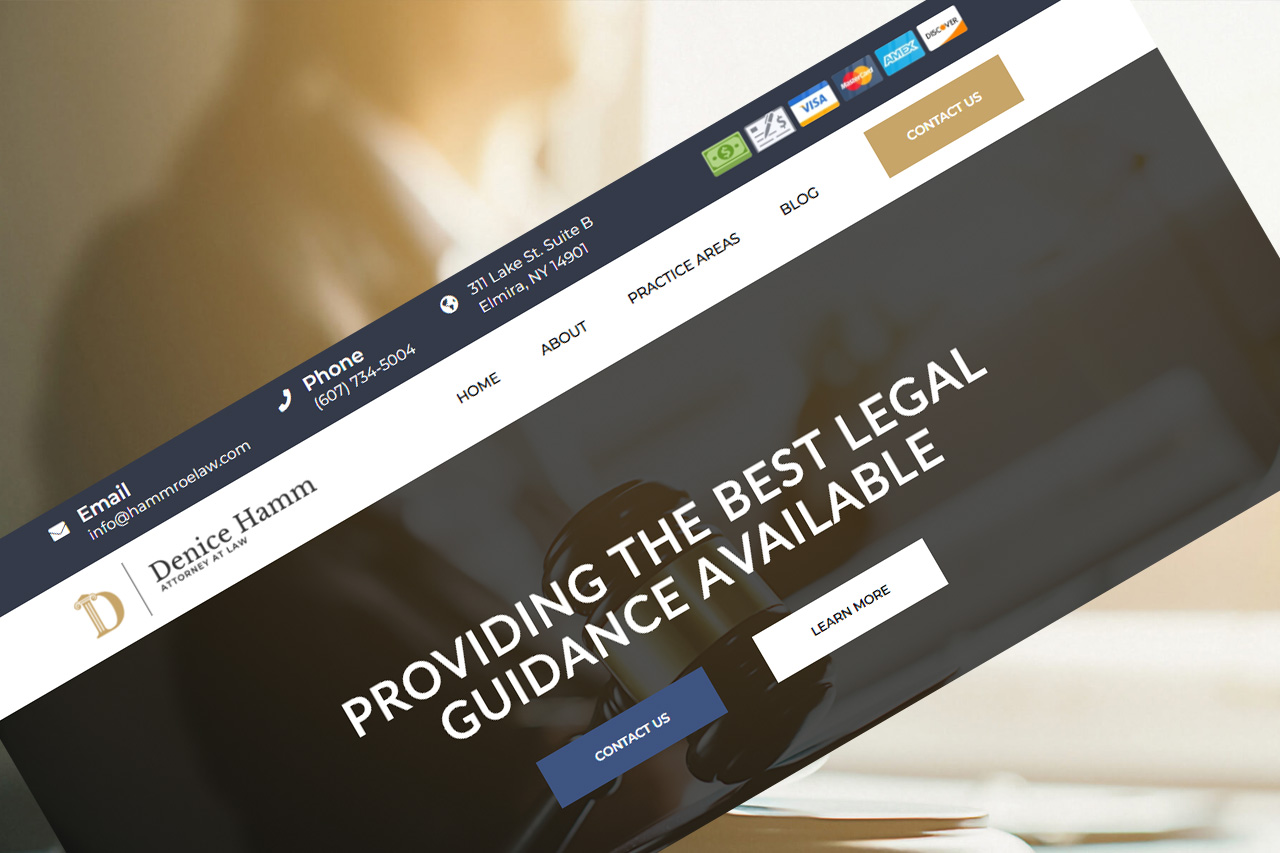 Email
info@hammroelaw.com
Phone
(607) 734-5004
311 Lake St. Suite B
Elmira, NY 14901
VISA
MasterCard
AMEX
DISCOVER
D
Denice Hamm
ATTORNEY AT LAW
HOME
ABOUT
PRACTICE AREAS
BLOG
CONTACT US
PROVIDING THE BEST LEGAL
GUIDANCE AVAILABLE
CONTACT US
LEARN MORE